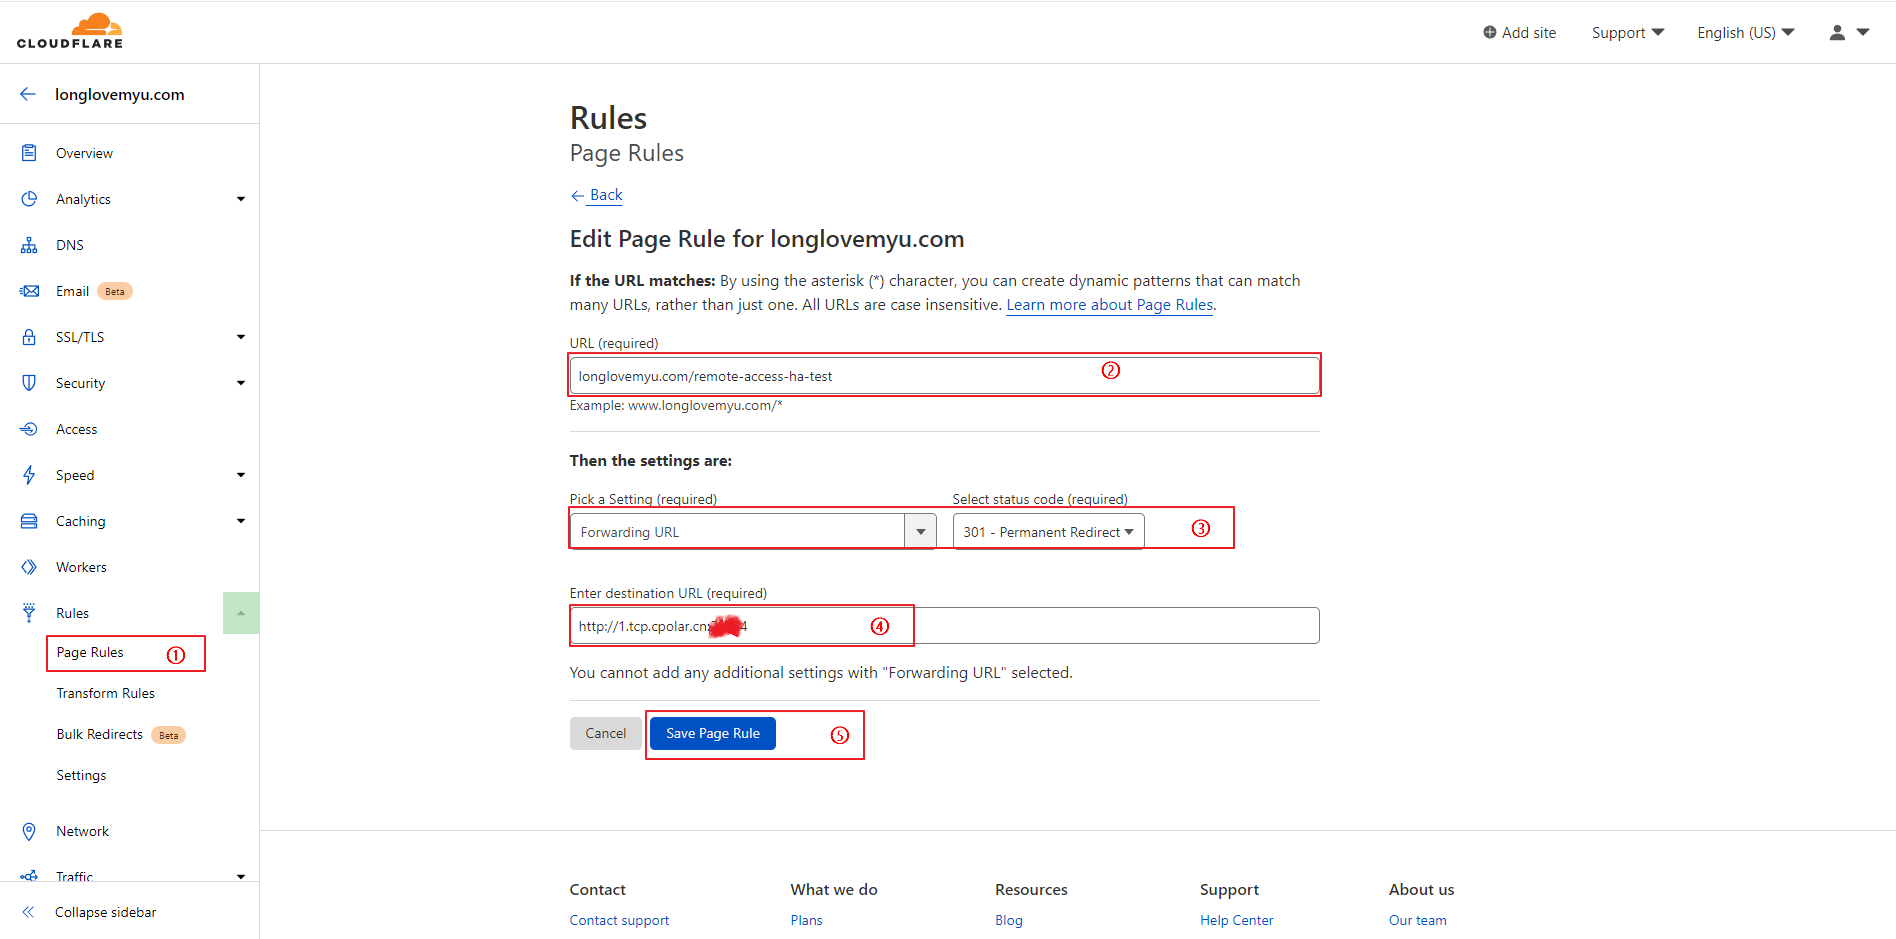 CLOUDFLARE
Add site
Support
English (US)
longlovemyu.com
Overview
Analytics
DNS
Email Beta
SSL/TLS
Security
Access
Speed
Caching
Workers
Rules
Page Rules ①
Transform Rules
Bulk Redirects Beta
Settings
Network
Traffic
Collapse sidebar
Rules
Page Rules
← Back
Edit Page Rule for longlovemyu.com
If the URL matches: By using the asterisk (*) character, you can create dynamic patterns that can match
many URLs, rather than just one. All URLs are case insensitive. Learn more about Page Rules.
URL (required)
longlovemyu.com/remote-access-ha-test ②
Example: www.longlovemyu.com/*
Then the settings are:
Pick a Setting (required)
Select status code (required)
Forwarding URL
301 - Permanent Redirect ③
Enter destination URL (required)
http://1.tcp.cpolar.cn: ④
You cannot add any additional settings with "Forwarding URL" selected.
Cancel
Save Page Rule ⑤
Contact
What we do
Resources
Support
About us
Contact support
Plans
Blog
Help Center
Our team